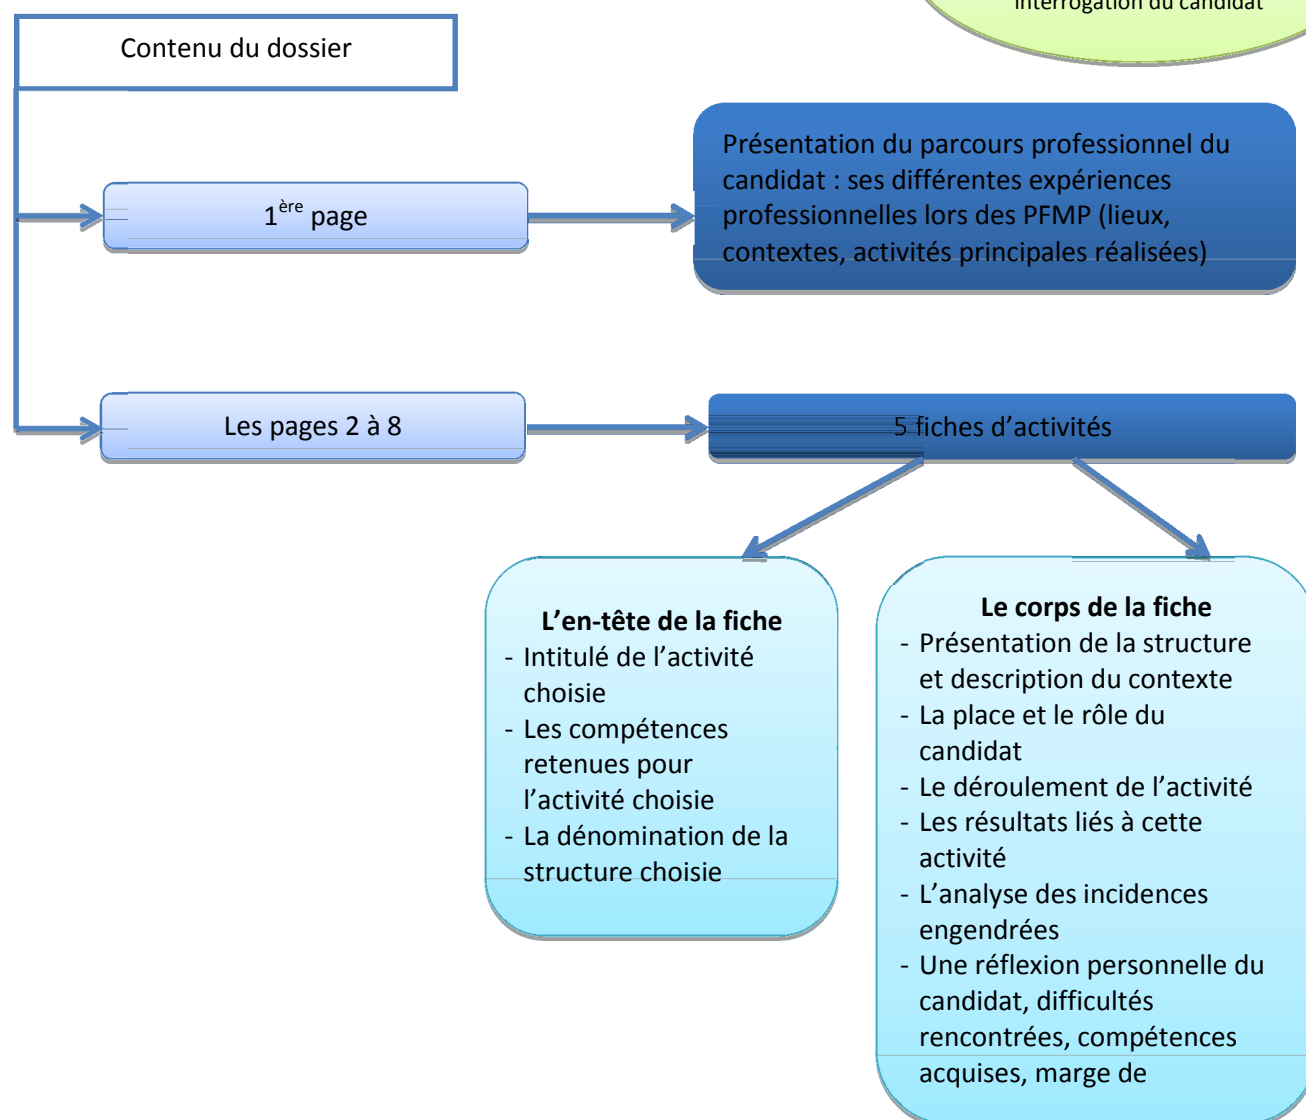 interrogation du candidat
Contenu du dossier
Présentation du parcours professionnel du
candidat : ses différentes expériences
professionnelles lors des PFMP (lieux,
contextes, activités principales réalisées)
1ère page
Les pages 2 à 8
5 fiches d’activités
L’en-tête de la fiche
- Intitulé de l’activité
choisie
- Les compétences
retenues pour
l’activité choisie
- La dénomination de la
structure choisie
Le corps de la fiche
- Présentation de la structure
et description du contexte
- La place et le rôle du
candidat
- Le déroulement de l’activité
- Les résultats liés à cette
activité
- L’analyse des incidences
engendrées
- Une réflexion personnelle du
candidat, difficultés
rencontrées, compétences
acquises, marge de